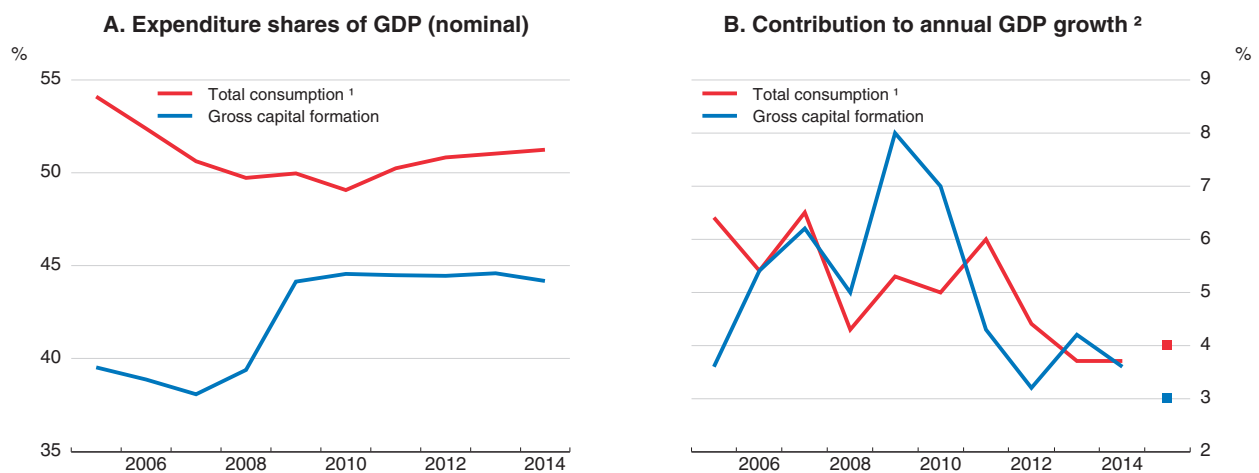 A. Expenditure shares of GDP (nominal)
%
Total consumption ¹
Gross capital formation
55
50
45
40
35
2006 2008 2010 2012 2014
B. Contribution to annual GDP growth ²
%
Total consumption ¹
Gross capital formation
9
8
7
6
5
4
3
2
2006 2008 2010 2012 2014